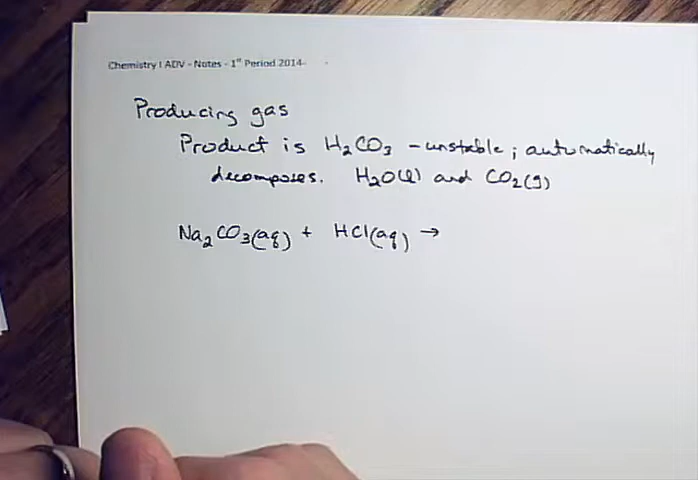 Chemistry I ADV - Notes - 1st Period 2014-
Producing gas
Product is H₂CO₃ - unstable; automatically
decomposes. H₂O(l) and CO₂(g)
Na₂CO₃(aq) + HCl(aq) →